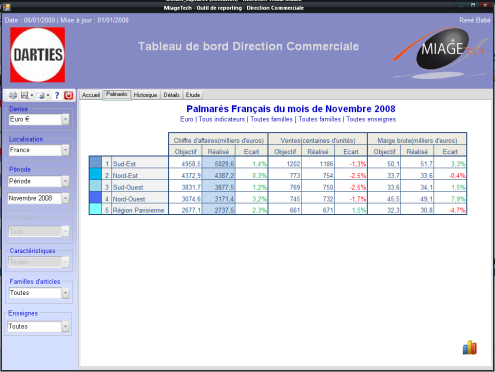 MiageTech - Outil de reporting - Direction Commerciale
Date : 06/01/2009 | Mise à jour : 01/01/2009
René Babé
DARTIES
Tableau de bord Direction Commerciale
MIAGE
Accueil Palmarès Historique Détails Etude
Devise
Euro €
Localisation
France
Période
Période
Novembre 2008
Tous
Caractéristiques
Toutes
Familles d'articles
Toutes
Enseignes
Toutes
Palmarès Français du mois de Novembre 2008
Euro | Tous indicateurs | Toutes familles | Toutes familles | Toutes enseignes
Chiffre d'affaires(milliers d'euros) Ventes(centaines d'unités) Marge brute(milliers d'euros)
Objectif Réalisé Ecart Objectif Réalisé Ecart Objectif Réalisé Ecart
1 Sud-Est 4958,5 5029,6 1,4% 1202 1186 -1,3% 50,1 51,7 3,3%
2 Nord-Est 4372,9 4387,2 0,3% 773 754 -2,5% 33,7 33,6 -0,4%
3 Sud-Ouest 3831,7 3877,5 1,2% 769 750 -2,5% 33,6 34,1 1,5%
4 Nord-Ouest 3074,6 3171,4 3,2% 745 732 -1,7% 45,5 49,1 7,9%
5 Région Parisienne 2677,1 2737,5 2,3% 661 671 1,5% 32,3 30,8 -4,7%